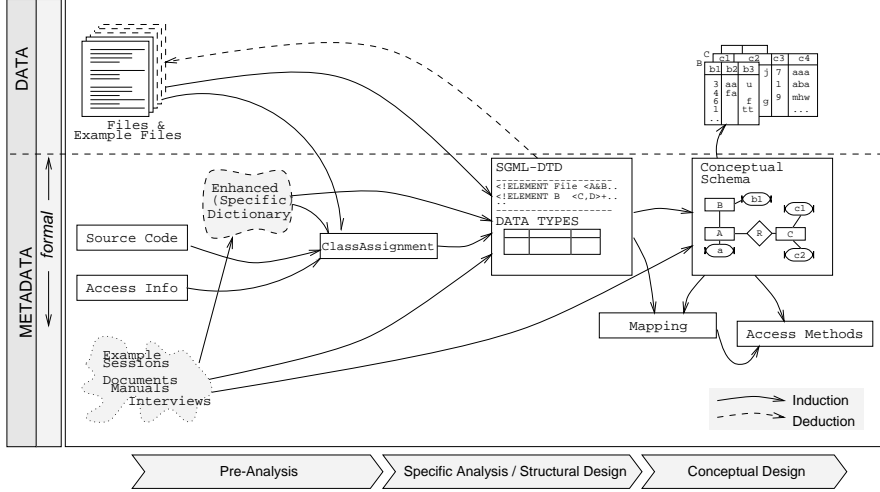 DATA
METADATA
formal
Files &
Example Files
C
B
c1 c2 c3 c4
b1 b2 b3
3 aa u j 7 aaa
4 fa 1 aba
6 f g 9 mhw
1 tt ...
..
Enhanced
(Specific
Dictionary
SGML-DTD
<!ELEMENT File <A&B..
<!ELEMENT B <C,D>+..
..
DATA TYPES
Conceptual
Schema
B
b1
A
R
C
c1
a
c2
Source Code
ClassAssignment
Access Info
Mapping
Access Methods
Example
Sessions
Documents
Manuals
Interviews
Induction
Deduction
Pre-Analysis
Specific Analysis / Structural Design
Conceptual Design